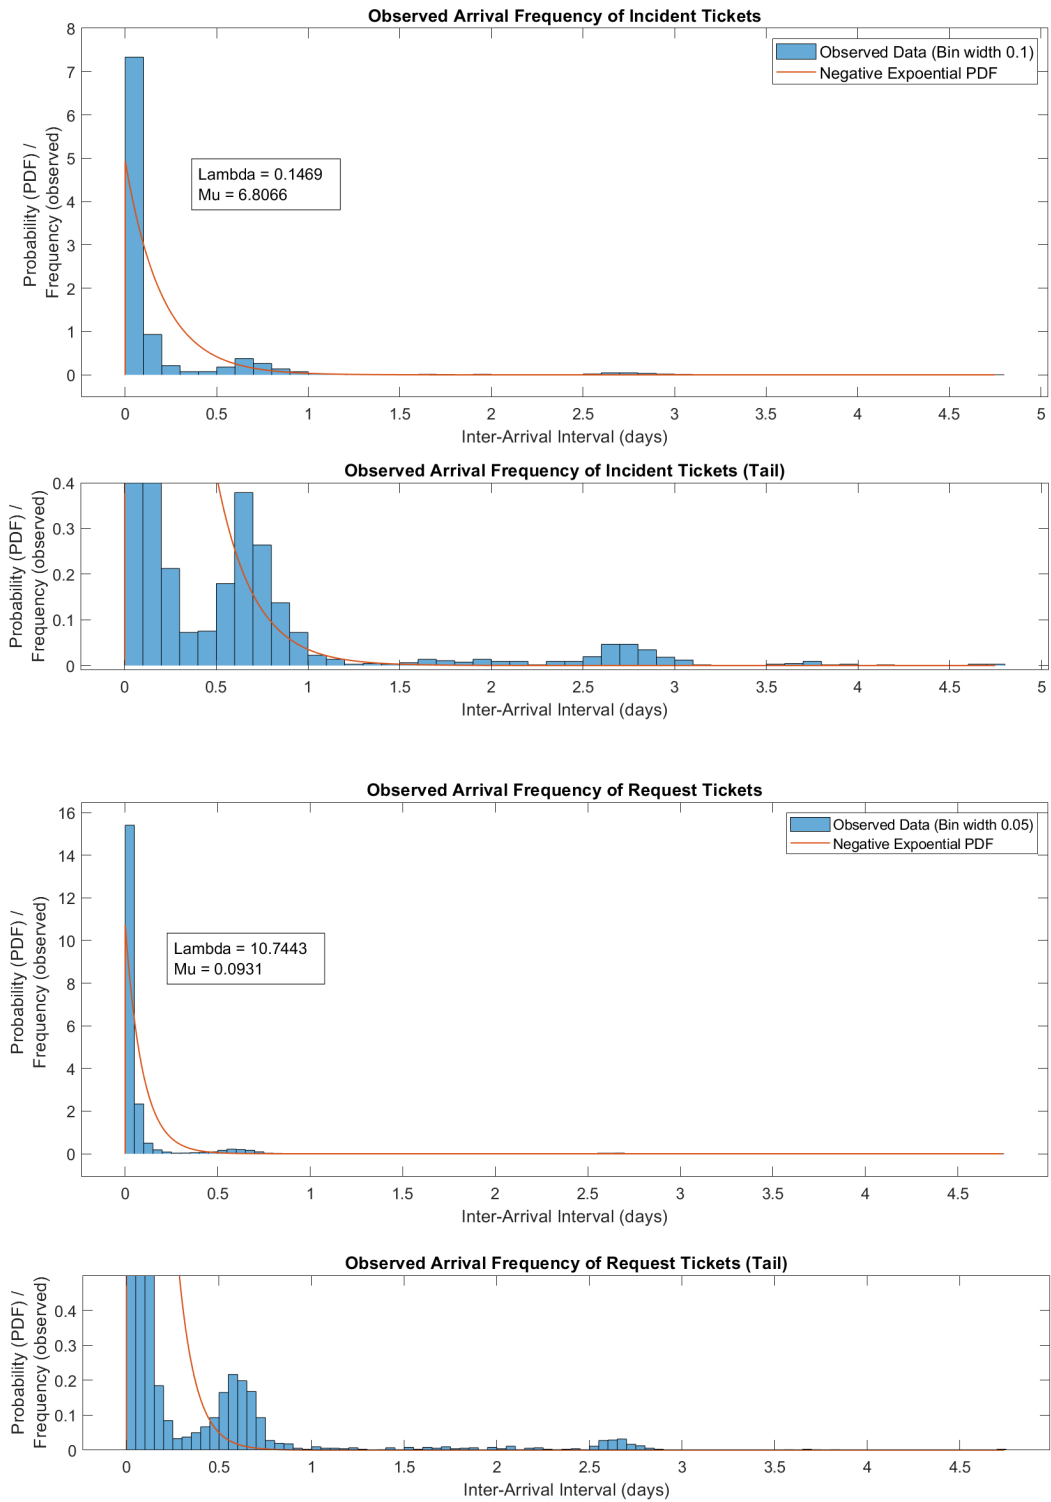 Observed Arrival Frequency of Incident Tickets
8
7
6
5
4
3
2
1
0
Probability (PDF) /
Frequency (observed)
Observed Data (Bin width 0.1)
Negative Expoential PDF
Lambda = 0.1469
Mu = 6.8066
0 0.5 1 1.5 2 2.5 3 3.5 4 4.5 5
Inter-Arrival Interval (days)
Observed Arrival Frequency of Incident Tickets (Tail)
0.4
0.3
0.2
0.1
0
Probability (PDF) /
Frequency (observed)
0 0.5 1 1.5 2 2.5 3 3.5 4 4.5 5
Inter-Arrival Interval (days)
Observed Arrival Frequency of Request Tickets
16
14
12
10
8
6
4
2
0
Probability (PDF) /
Frequency (observed)
Observed Data (Bin width 0.05)
Negative Expoential PDF
Lambda = 10.7443
Mu = 0.0931
0 0.5 1 1.5 2 2.5 3 3.5 4 4.5
Inter-Arrival Interval (days)
Observed Arrival Frequency of Request Tickets (Tail)
0.4
0.3
0.2
0.1
0
Probability (PDF) /
Frequency (observed)
0 0.5 1 1.5 2 2.5 3 3.5 4 4.5
Inter-Arrival Interval (days)